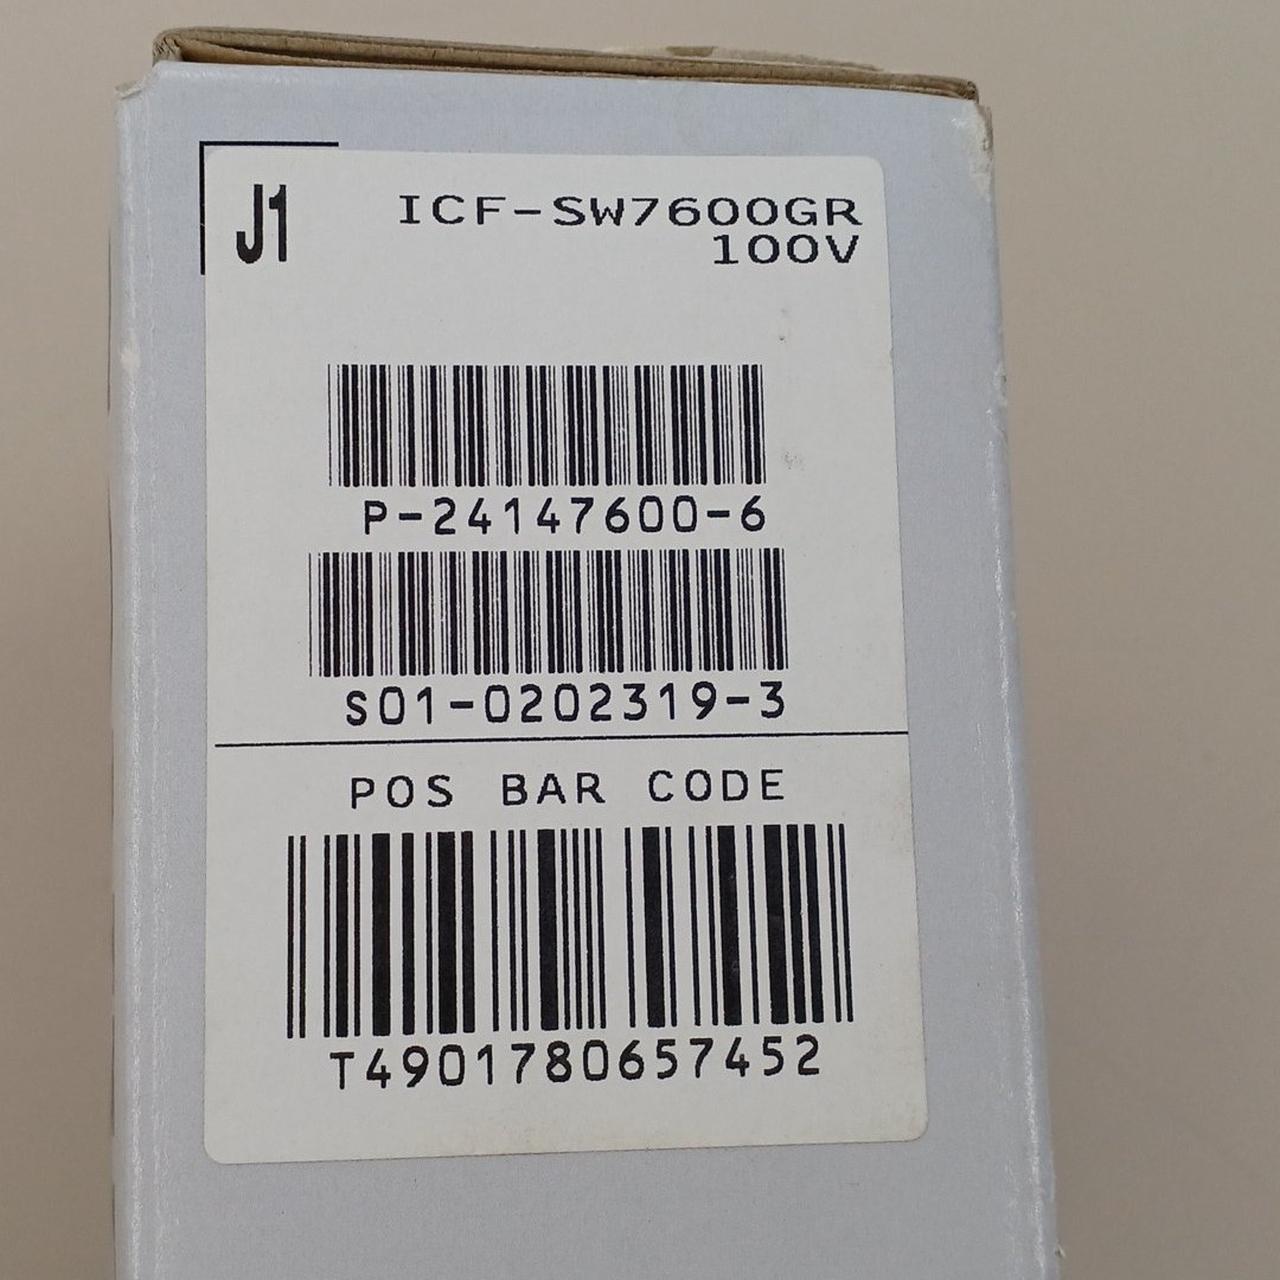 J1
ICF-SW7600GR
100V
P-24147600-6
S01-0202319-3
POS BAR CODE
T4901780657452